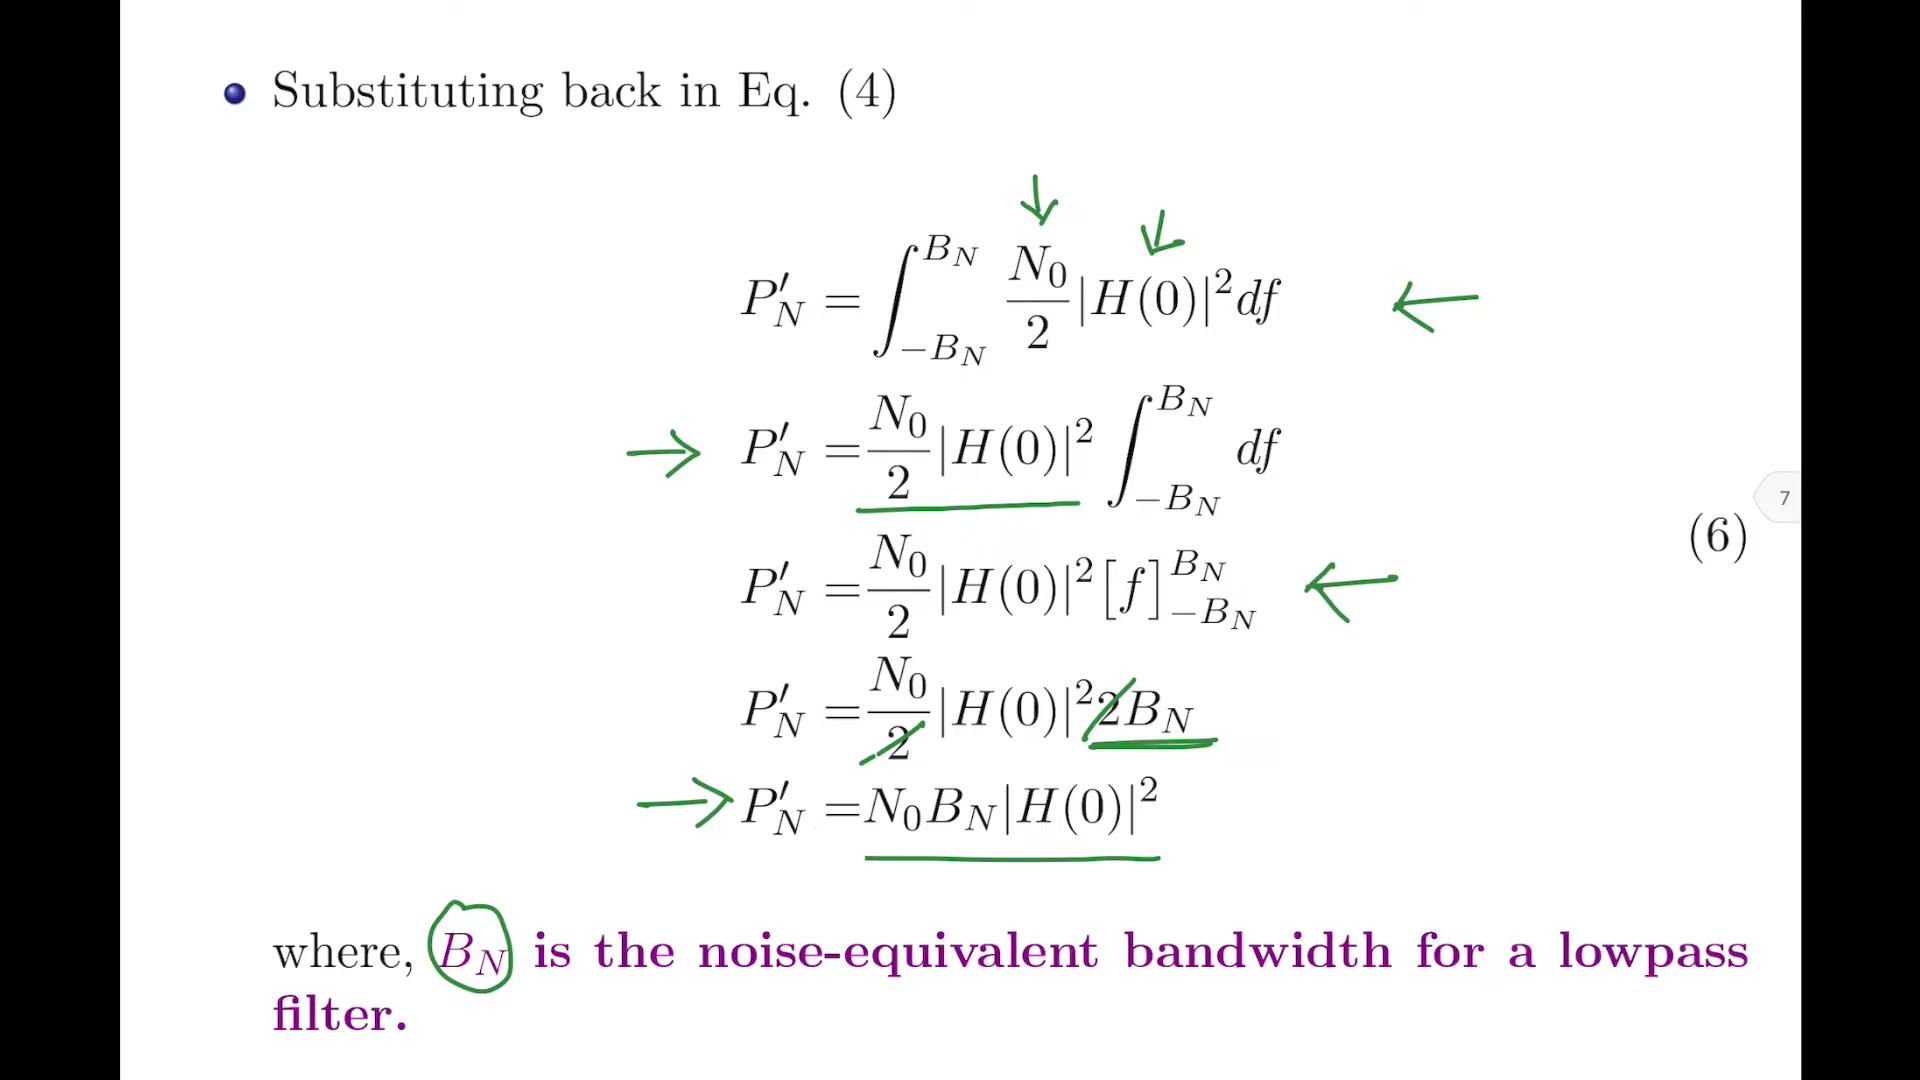 Substituting back in Eq. (4)
P′_N = ∫_{−B_N}^{B_N} N_0/2 |H(0)|² df
P′_N = N_0/2 |H(0)|² ∫_{−B_N}^{B_N} df
7
(6)
P′_N = N_0/2 |H(0)|² [f]_{−B_N}^{B_N}
P′_N = N_0/2 |H(0)|² 2B_N
P′_N = N_0 B_N |H(0)|²
where, B_N is the noise-equivalent bandwidth for a lowpass
filter.